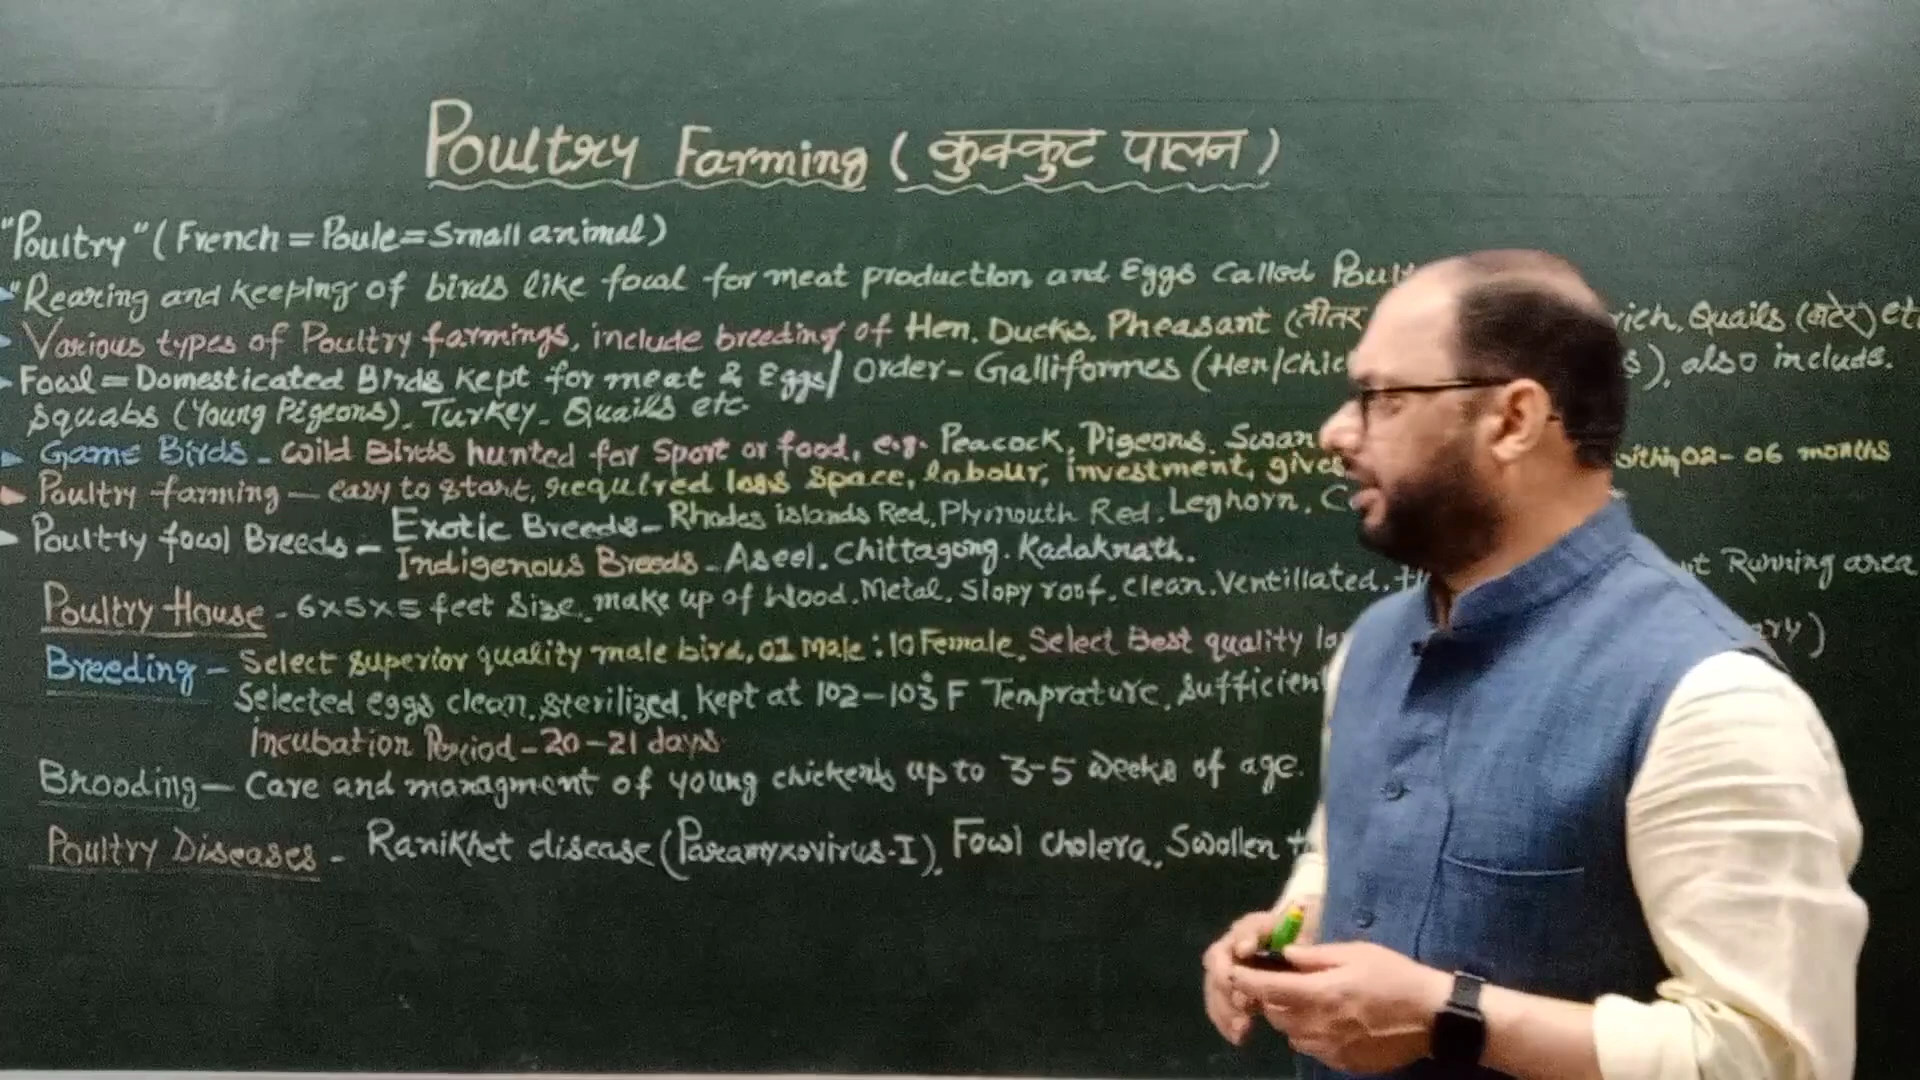 Poultry Farming (कुक्कुट पालन)
"Poultry" (French = Poule = Small animal)
"Rearing and keeping of birds like fowl for meat production and Eggs called
Various types of Poultry farmings, include breeding of Hen. Ducks. Pheasant (तीतर Quails (बटेर) etc
Fowl = Domesticated Birds kept for meat & Eggs/ Order- Galliformes (Hen/ also include.
squabs (Young Pigeons). Turkey- Quails etc.
Game Birds - wild Birds hunted for sport or food, e.g. Peacock, Pigeons. Swan
Poultry farming - easy to start, required less space, labour, investment, gives within 02-06 months
Poultry fowl Breeds - Exotic Breeds - Rhodes islands Red, Plymouth Red. Leghorn.
Indigenous Breeds - Aseel. Chittagong. Kadaknath.
Poultry House - 6x5x5 feet size, make up of Wood. Metal. Slopy roof. clean. Ventillated. Running area
Breeding - Select superior quality male bird, 01 Male : 10 Female. Select Best quality
Selected eggs clean. sterilized. kept at 102-103° F Temprature. sufficient
Incubation Period - 20-21 days
Brooding - Care and managment of young chickens up to 3-5 weeks of age.
Poultry Diseases - Ranikhet disease (Paramyxovirus-I). Fowl cholera. Swollen